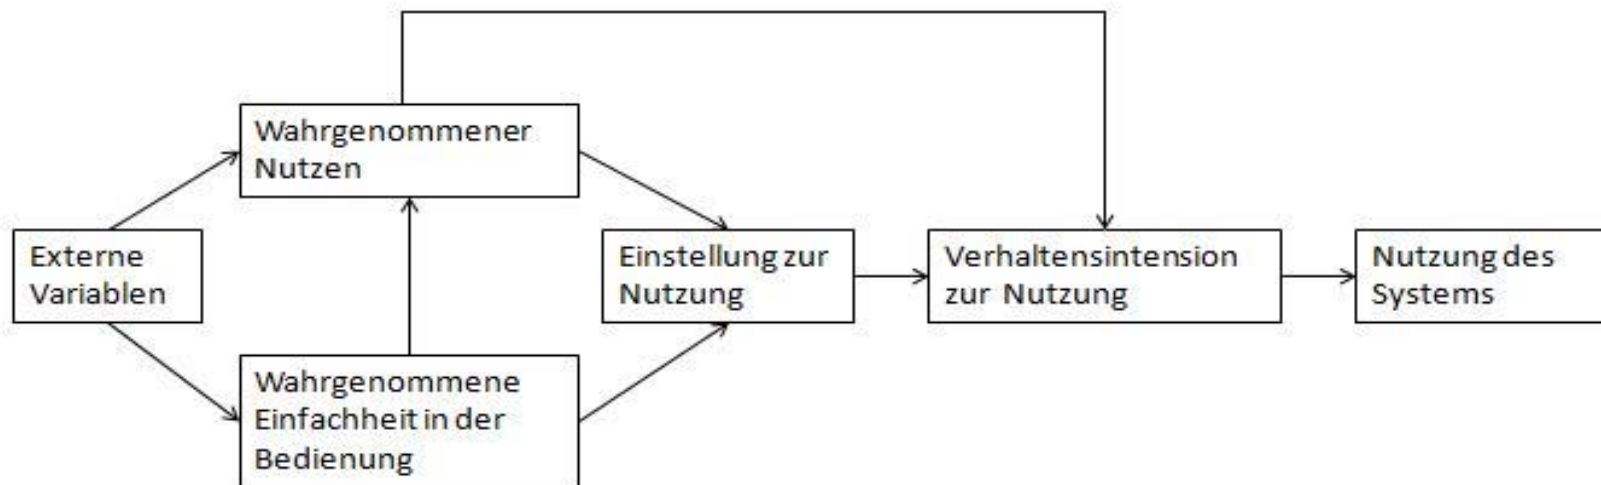 Wahrgenommener
Nutzen
Externe
Variablen
Einstellung zur
Nutzung
Verhaltensintension
zur Nutzung
Nutzung des
Systems
Wahrgenommene
Einfachheit in der
Bedienung